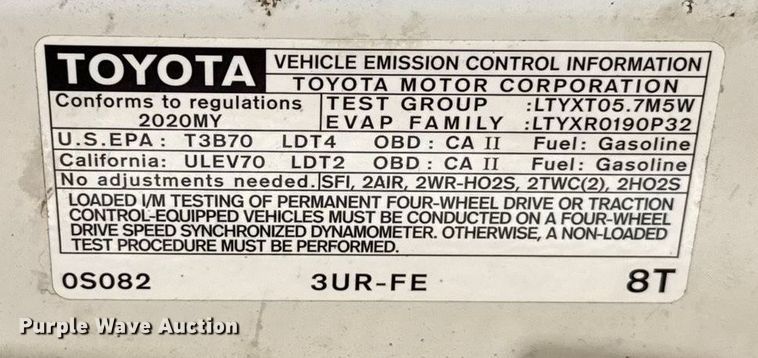 TOYOTA VEHICLE EMISSION CONTROL INFORMATION
TOYOTA MOTOR CORPORATION
Conforms to regulations TEST GROUP :LTYXT05.7M5W
2020MY EVAP FAMILY :LTYXR0190P32
U.S.EPA : T3B70 LDT4 OBD : CA II Fuel: Gasoline
California: ULEV70 LDT2 OBD : CA II Fuel: Gasoline
No adjustments needed. SFI, 2AIR, 2WR-HO2S, 2TWC(2), 2HO2S
LOADED I/M TESTING OF PERMANENT FOUR-WHEEL DRIVE OR TRACTION
CONTROL-EQUIPPED VEHICLES MUST BE CONDUCTED ON A FOUR-WHEEL
DRIVE SPEED SYNCHRONIZED DYNAMOMETER. OTHERWISE, A NON-LOADED
TEST PROCEDURE MUST BE PERFORMED.
0S082 3UR-FE 8T
Purple Wave Auction